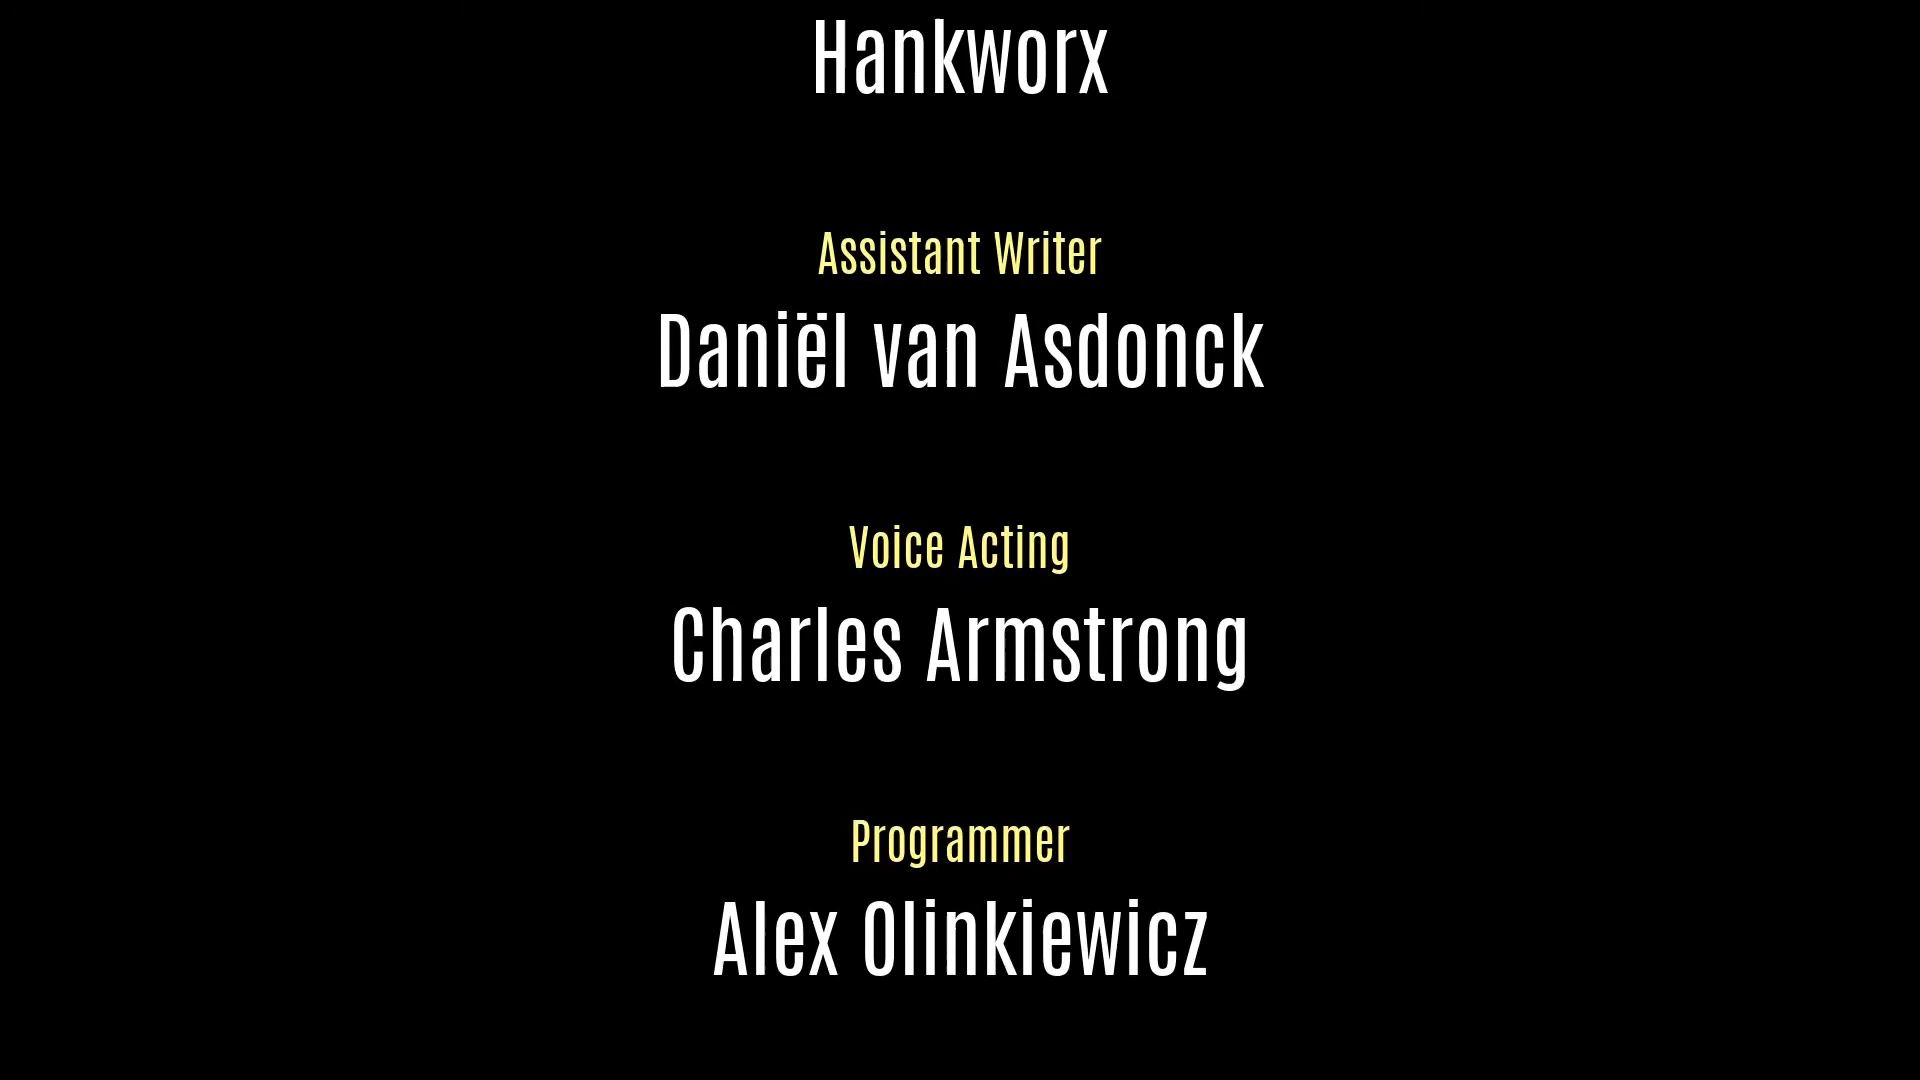 Hankworx
Assistant Writer
Daniël van Asdonck
Voice Acting
Charles Armstrong
Programmer
Alex Olinkiewicz